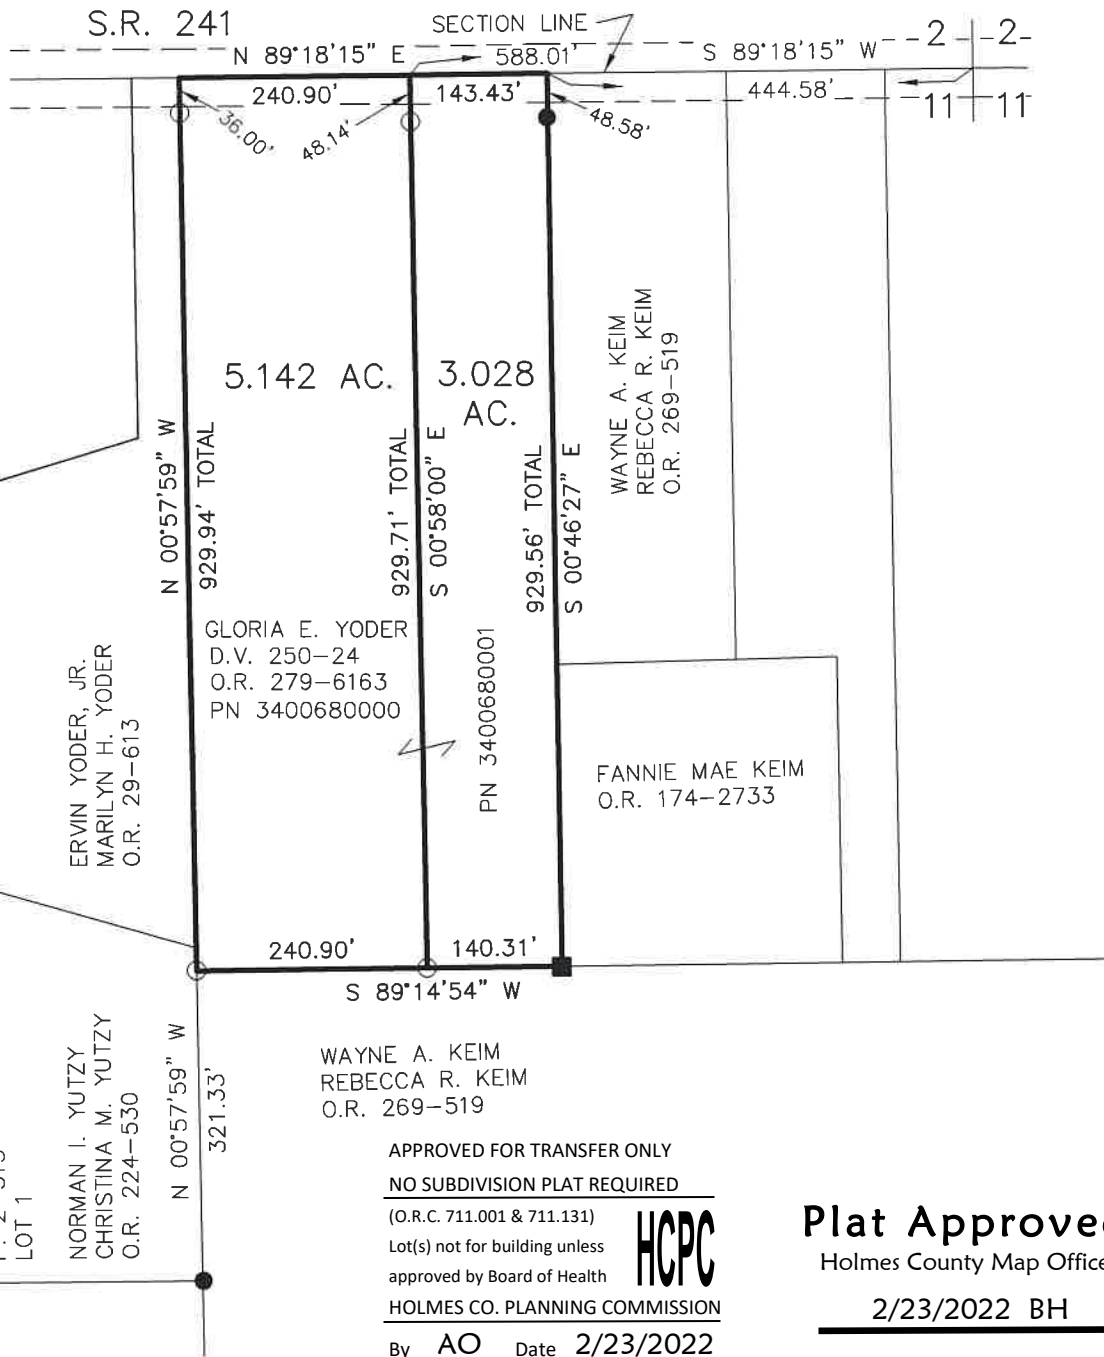 S.R. 241
SECTION LINE
N 89°18'15" E
588.01'
S 89°18'15" W
2
2
240.90'
143.43'
444.58'
11
11
36.00'
48.14'
48.58'
5.142 AC.
3.028
AC.
N 00°57'59" W
929.94' TOTAL
929.71' TOTAL
S 00°58'00" E
929.56' TOTAL
S 00°46'27" E
WAYNE A. KEIM
REBECCA R. KEIM
O.R. 269-519
GLORIA E. YODER
D.V. 250-24
O.R. 279-6163
PN 3400680000
PN 3400680001
ERVIN YODER, JR.
MARILYN H. YODER
O.R. 29-613
FANNIE MAE KEIM
O.R. 174-2733
240.90'
140.31'
S 89°14'54" W
WAYNE A. KEIM
REBECCA R. KEIM
O.R. 269-519
LOT 1
NORMAN I. YUTZY
CHRISTINA M. YUTZY
O.R. 224-530
N 00°57'59" W
321.33'
APPROVED FOR TRANSFER ONLY
NO SUBDIVISION PLAT REQUIRED
(O.R.C. 711.001 & 711.131)
Lot(s) not for building unless
approved by Board of Health
HCPC
HOLMES CO. PLANNING COMMISSION
By AO Date 2/23/2022
Plat Approved
Holmes County Map Office
2/23/2022 BH